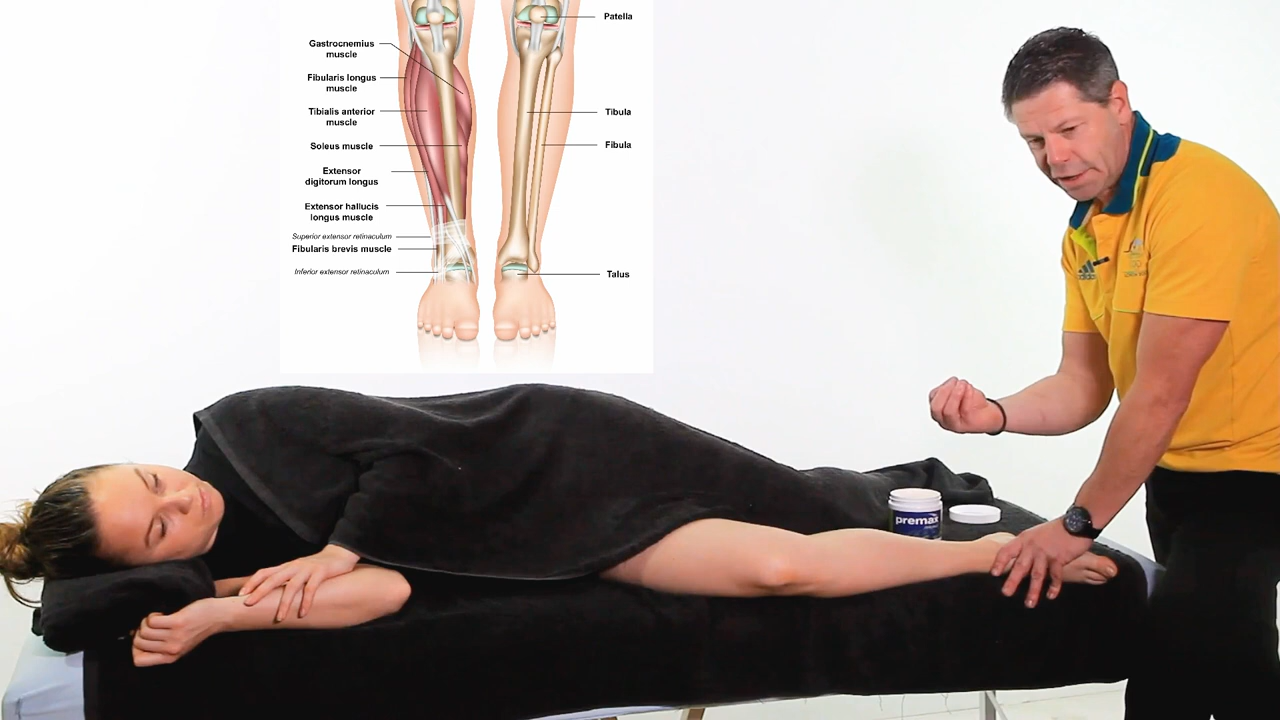 Patella
Gastrocnemius
muscle
Fibularis longus
muscle
Tibialis anterior
muscle
Tibula
Soleus muscle
Fibula
Extensor
digitorum longus
Extensor hallucis
longus muscle
Superior extensor retinaculum
Fibularis brevis muscle
Inferior extensor retinaculum
Talus
premax
adidas